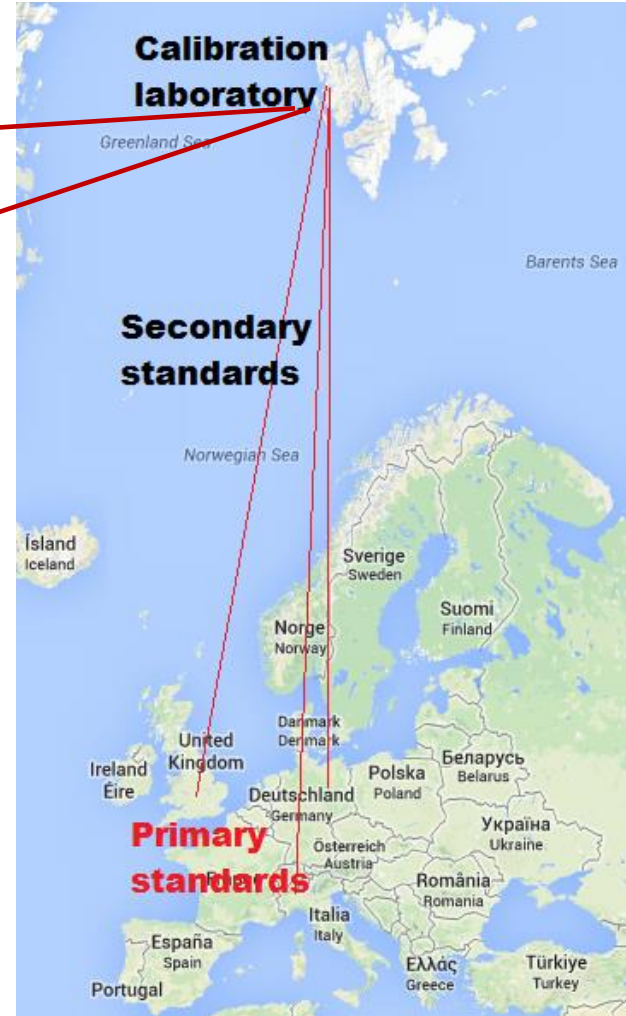 Calibration
laboratory
Greenland Sea
Barents Sea
Secondary
standards
Norwegian Sea
Ísland
Iceland
Sverige
Sweden
Suomi
Finland
Norge
Norway
Danmark
Denmark
United
Kingdom
Ireland
Éire
Polska
Poland
Беларусь
Belarus
Deutschland
Germany
Україна
Ukraine
Primary
standards
Österreich
Austria
România
Romania
Italia
Italy
España
Spain
Ελλάς
Greece
Türkiye
Turkey
Portugal